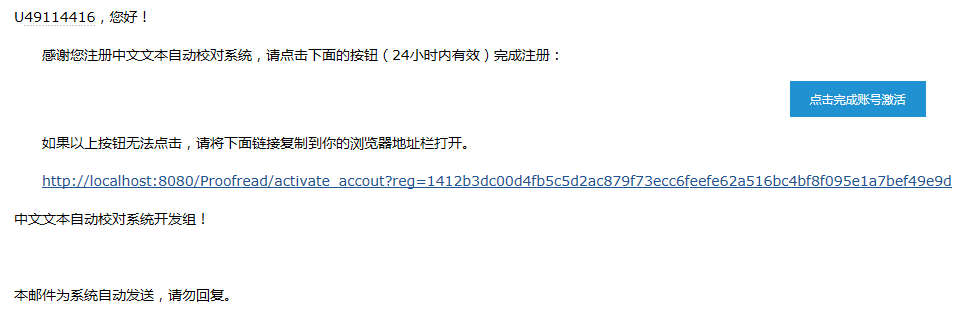 U49114416，您好！
感谢您注册中文文本自动校对系统，请点击下面的按钮（24小时内有效）完成注册：
点击完成账号激活
如果以上按钮无法点击，请将下面链接复制到你的浏览器地址栏打开。
http://localhost:8080/Proofread/activate_accout?reg=1412b3dc00d4fb5c5d2ac879f73ecc6feefe62a516bc4bf8f095e1a7bef49e9d
中文文本自动校对系统开发组！
本邮件为系统自动发送，请勿回复。